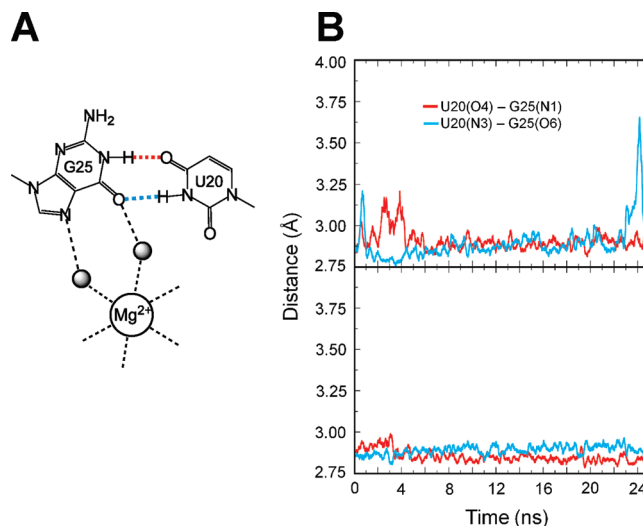 A
B
NH₂
N
N
H
O
G25
U20
N
N
O
H
N
O
Mg²⁺
U20(O4) – G25(N1)
U20(N3) – G25(O6)
4.00
3.75
3.50
3.25
3.00
2.75
3.75
3.50
3.25
3.00
2.75
Distance (Å)
0
4
8
12
16
20
24
Time (ns)